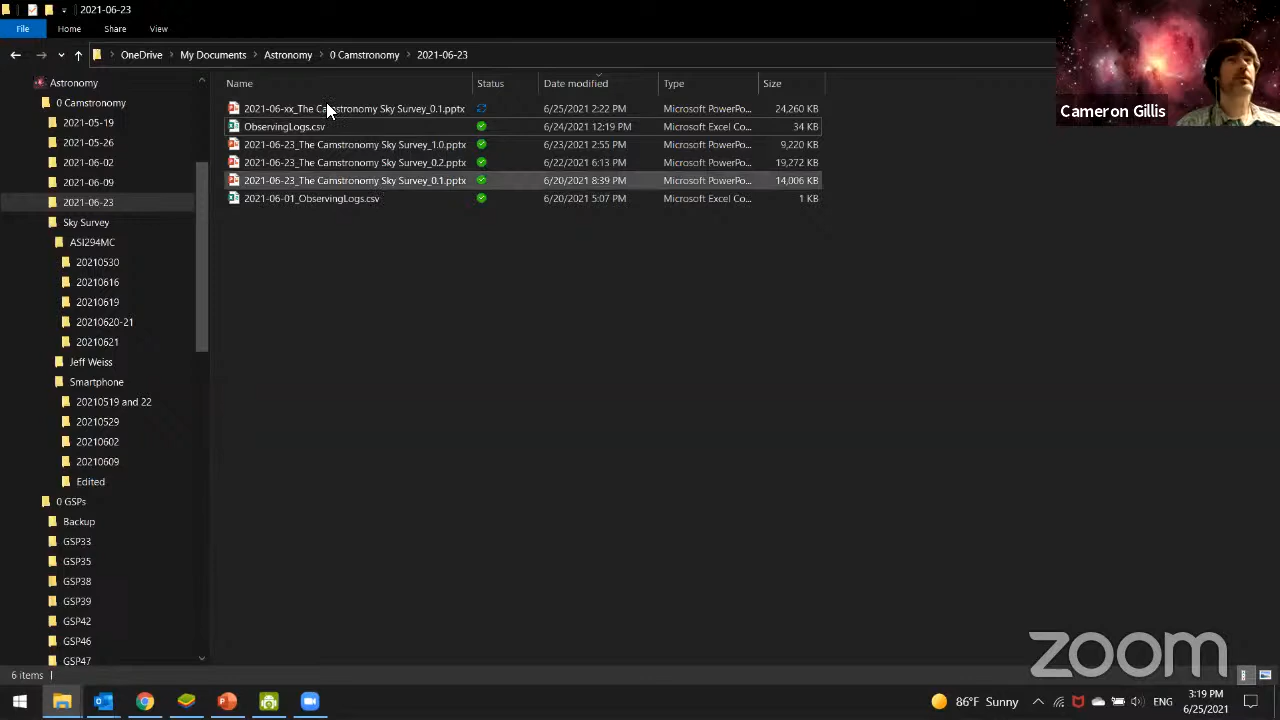 2021-06-23
File Home Share View
OneDrive My Documents Astronomy 0 Camstronomy 2021-06-23
Astronomy
0 Camstronomy
2021-05-19
2021-05-26
2021-06-02
2021-06-09
2021-06-23
Sky Survey
ASI294MC
20210530
20210616
20210619
20210620-21
20210621
Jeff Weiss
Smartphone
20210519 and 22
20210529
20210602
20210609
Edited
0 GSPs
Backup
GSP33
GSP35
GSP38
GSP39
GSP42
GSP46
GSP47
Name Status Date modified Type Size
2021-06-xx_The Camstronomy Sky Survey_0.1.pptx 6/25/2021 2:22 PM Microsoft PowerPo... 24,260 KB
ObservingLogs.csv 6/24/2021 12:19 PM Microsoft Excel Co... 34 KB
2021-06-23_The Camstronomy Sky Survey_1.0.pptx 6/23/2021 2:55 PM Microsoft PowerPo... 9,220 KB
2021-06-23_The Camstronomy Sky Survey_0.2.pptx 6/22/2021 6:13 PM Microsoft PowerPo... 19,272 KB
2021-06-23_The Camstronomy Sky Survey_0.1.pptx 6/20/2021 8:39 PM Microsoft PowerPo... 14,006 KB
2021-06-01_ObservingLogs.csv 6/20/2021 5:07 PM Microsoft Excel Co... 1 KB
Cameron Gillis
zoom
6 items
86°F Sunny ENG
3:19 PM
6/25/2021